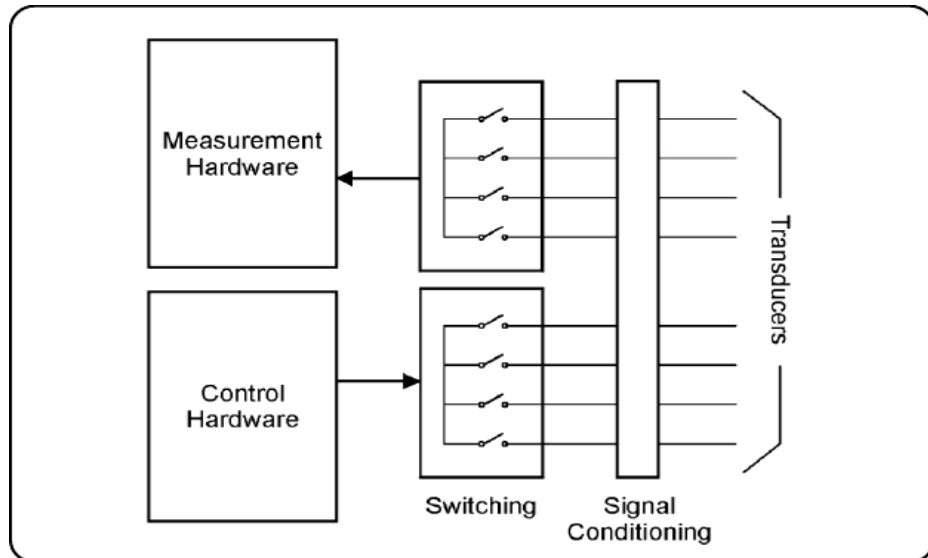 Measurement
Hardware
Transducers
Control
Hardware
Switching
Signal
Conditioning